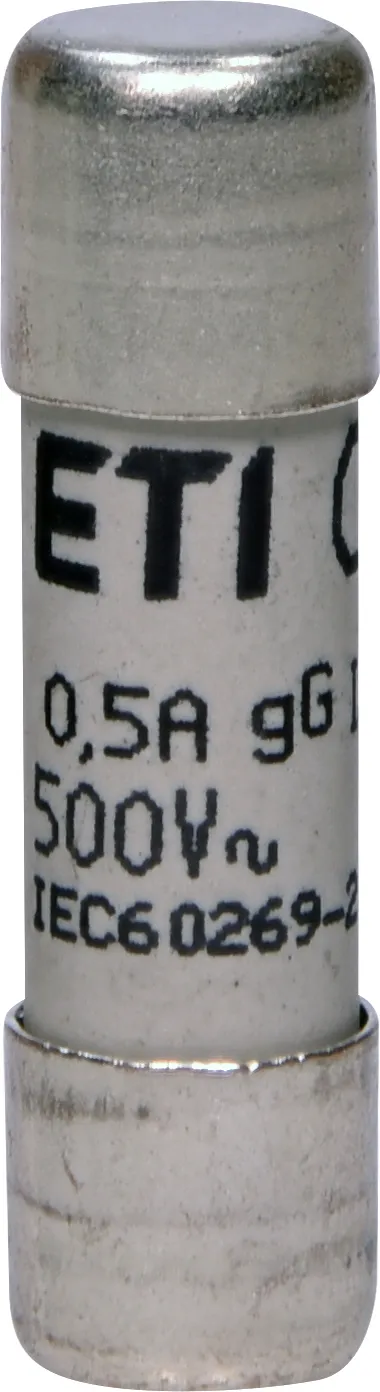 ETI
0,5A gG
500V~
IEC60269-2